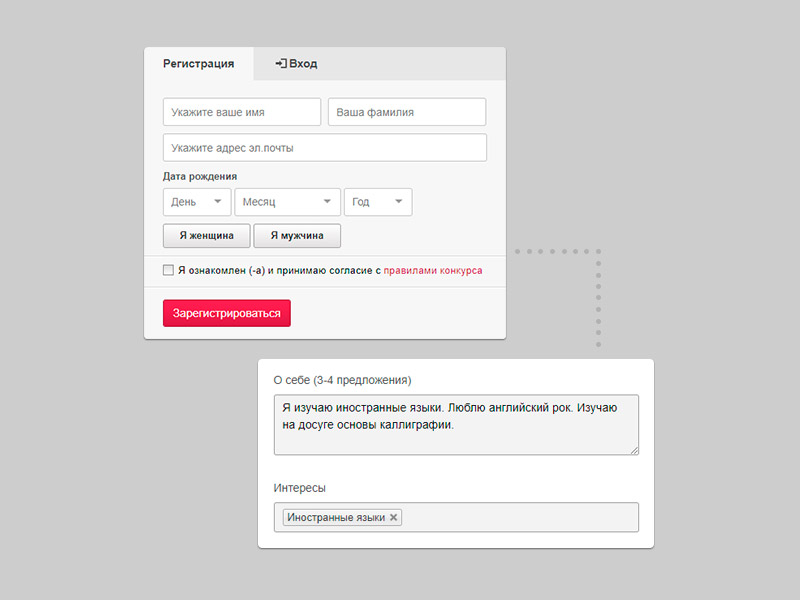 Регистрация Вход
Укажите ваше имя Ваша фамилия
Укажите адрес эл.почты
Дата рождения
День Месяц Год
Я женщина Я мужчина
Я ознакомлен (-а) и принимаю согласие с правилами конкурса
Зарегистрироваться
О себе (3-4 предложения)
Я изучаю иностранные языки. Люблю английский рок. Изучаю
на досуге основы каллиграфии.
Интересы
Иностранные языки